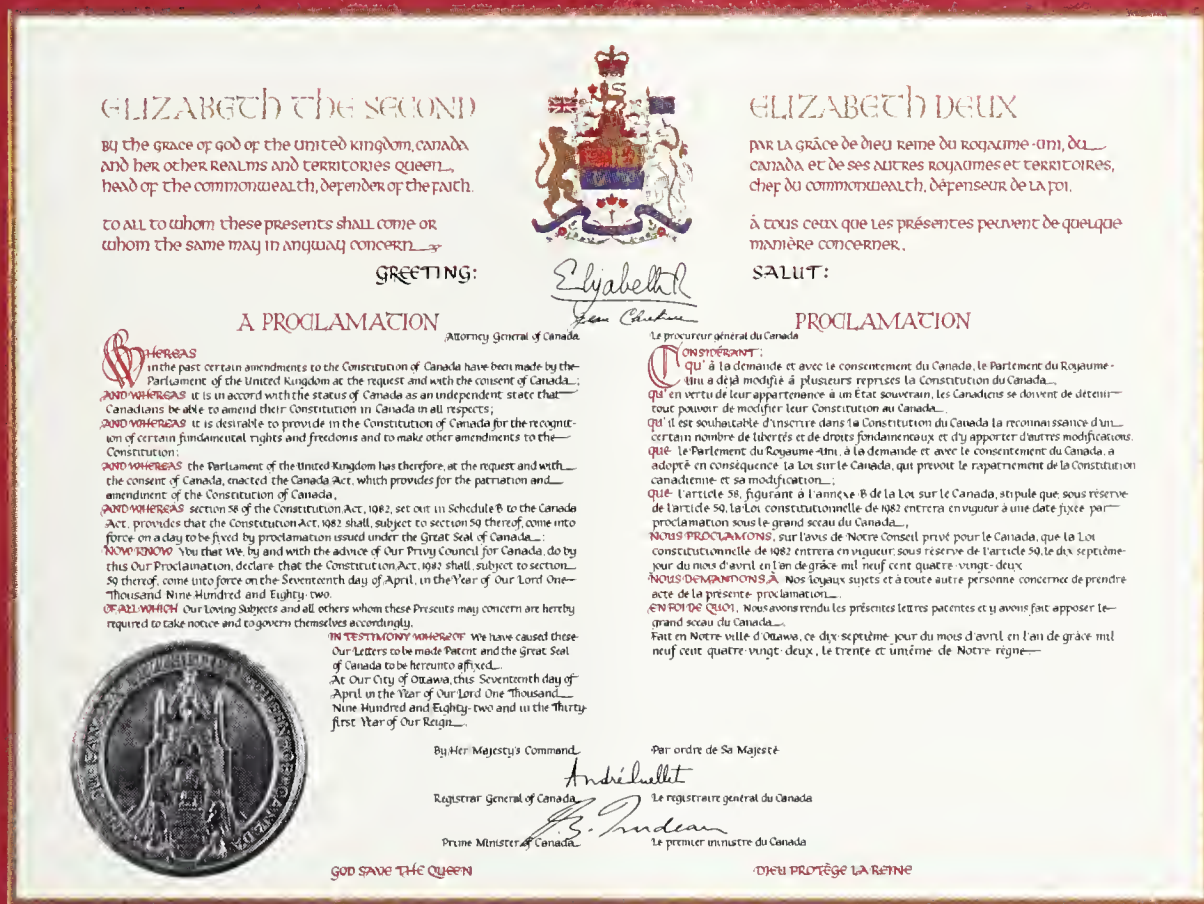 ELIZABETH THE SECOND
BY THE GRACE OF GOD OF THE UNITED KINGDOM, CANADA
AND HER OTHER REALMS AND TERRITORIES QUEEN,
HEAD OF THE COMMONWEALTH, DEFENDER OF THE FAITH.
TO ALL TO WHOM THESE PRESENTS SHALL COME OR
WHOM THE SAME MAY IN ANYWAY CONCERN
GREETING:
A PROCLAMATION
Attorney General of Canada
WHEREAS
in the past certain amendments to the Constitution of Canada have been made by the
Parliament of the United Kingdom at the request and with the consent of Canada;
AND WHEREAS it is in accord with the status of Canada as an independent state that
Canadians be able to amend their Constitution in Canada in all respects;
AND WHEREAS it is desirable to provide in the Constitution of Canada for the recognit-
ion of certain fundamental rights and freedoms and to make other amendments to the
Constitution;
AND WHEREAS the Parliament of the United Kingdom has therefore, at the request and with
the consent of Canada, enacted the Canada Act, which provides for the patriation and
amendment of the Constitution of Canada,
AND WHEREAS section 58 of the Constitution Act, 1982, set out in Schedule B to the Canada
Act, provides that the Constitution Act, 1982 shall, subject to section 59 thereof, come into
force on a day to be fixed by proclamation issued under the Great Seal of Canada:
NOW KNOW You that We, by and with the advice of Our Privy Council for Canada, do by
this Our Proclamation, declare that the Constitution Act, 1982 shall, subject to section
59 thereof, come into force on the Seventeenth day of April, in the Year of Our Lord One
Thousand Nine Hundred and Eighty-two.
OF ALL WHICH Our Loving Subjects and all others whom these Presents may concern are hereby
required to take notice and to govern themselves accordingly.
IN TESTIMONY WHEREOF We have caused these
Our Letters to be made Patent and the Great Seal
of Canada to be hereunto affixed.
At Our City of Ottawa, this Seventeenth day of
April in the Year of Our Lord One Thousand
Nine Hundred and Eighty-two and in the Thirty-
first Year of Our Reign.
ELIZABETH DEUX
PAR LA GRÂCE DE DIEU REINE DU ROYAUME-UNI, DU
CANADA ET DE SES AUTRES ROYAUMES ET TERRITOIRES,
CHEF DU COMMONWEALTH, DÉFENSEUR DE LA FOI.
À TOUS CEUX QUE LES PRÉSENTES PEUVENT DE QUELQUE
MANIÈRE CONCERNER,
SALUT:
PROCLAMATION
Le procureur général du Canada
CONSIDÉRANT:
qu'à la demande et avec le consentement du Canada, le Parlement du Royaume-
Uni a déjà modifié à plusieurs reprises la Constitution du Canada,
qu'en vertu de leur appartenance à un État souverain, les Canadiens se doivent de détenir
tout pouvoir de modifier leur Constitution au Canada,
qu'il est souhaitable d'inscrire dans la Constitution du Canada la reconnaissance d'un
certain nombre de libertés et de droits fondamentaux et d'y apporter d'autres modifications,
que le Parlement du Royaume-Uni, à la demande et avec le consentement du Canada, a
adopté en conséquence la Loi sur le Canada, qui prévoit le rapatriement de la Constitution
canadienne et sa modification;
que l'article 58, figurant à l'annexe B de la Loi sur le Canada, stipule que, sous réserve
de l'article 59, la Loi constitutionnelle de 1982 entrera en vigueur à une date fixée par
proclamation sous le grand sceau du Canada,
NOUS PROCLAMONS, sur l'avis de Notre Conseil privé pour le Canada, que la Loi
constitutionnelle de 1982 entrera en vigueur, sous réserve de l'article 59, le dix-septième
jour du mois d'avril en l'an de grâce mil neuf cent quatre-vingt-deux
NOUS DEMANDONS À Nos loyaux sujets et à toute autre personne concernée de prendre
acte de la présente proclamation.
EN FOI DE QUOI, Nous avons rendu les présentes lettres patentes et y avons fait apposer le
grand sceau du Canada.
Fait en Notre ville d'Ottawa, ce dix-septième jour du mois d'avril en l'an de grâce mil
neuf cent quatre-vingt-deux, le trente et unième de Notre règne
Elizabeth R
Jean Chrétien
By Her Majesty's Command
Par ordre de Sa Majesté
André Ouellet
Registrar General of Canada
Le registraire général du Canada
P. E. Trudeau
Prime Minister of Canada
Le premier ministre du Canada
GOD SAVE THE QUEEN
DIEU PROTÈGE LA REINE